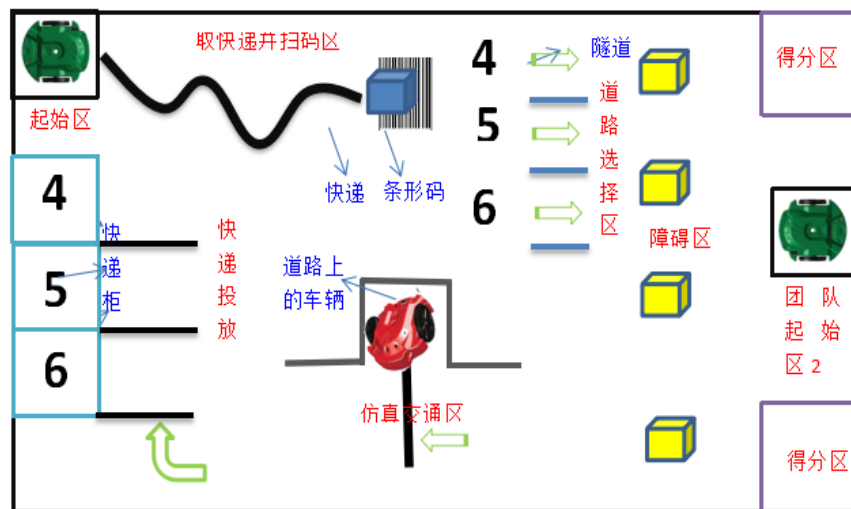 取快递并扫码区
4
隧道
得分区
起始区
5
道路选择区
快递
条形码
6
4
快递柜
快递投放
障碍区
5
道路上
的车辆
团队
起始
区2
6
仿真交通区
得分区